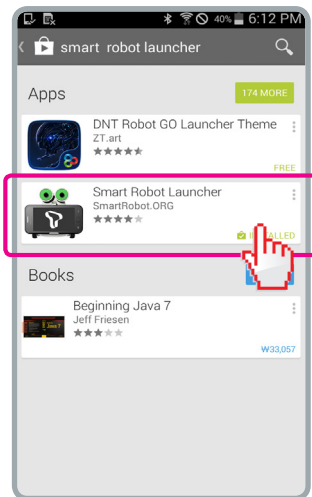 40% 6:12 PM
smart robot launcher
Apps
174 MORE
DNT Robot GO Launcher Theme
ZT.art
FREE
Smart Robot Launcher
SmartRobot.ORG
Books
Beginning Java 7
Jeff Friesen
₩33,057